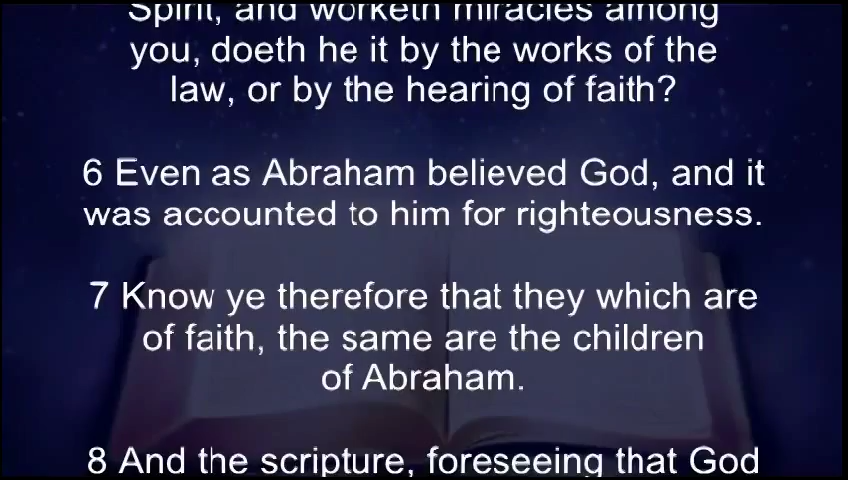 Spirit, and worketh miracles among
you, doeth he it by the works of the
law, or by the hearing of faith?
6 Even as Abraham believed God, and it
was accounted to him for righteousness.
7 Know ye therefore that they which are
of faith, the same are the children
of Abraham.
8 And the scripture, foreseeing that God